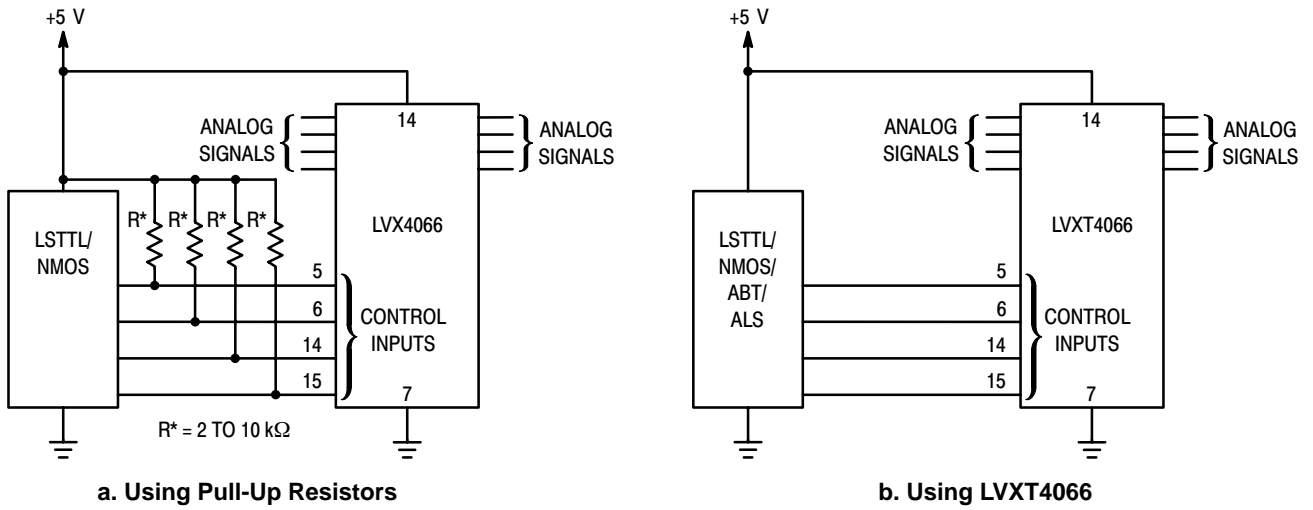 +5 V
14
ANALOG
SIGNALS
ANALOG
SIGNALS
R* R* R* R*
LSTTL/
NMOS
LVX4066
5
6
14
15
CONTROL
INPUTS
7
R* = 2 TO 10 kΩ
a. Using Pull-Up Resistors
+5 V
14
ANALOG
SIGNALS
ANALOG
SIGNALS
LSTTL/
NMOS/
ABT/
ALS
LVXT4066
5
6
14
15
CONTROL
INPUTS
7
b. Using LVXT4066